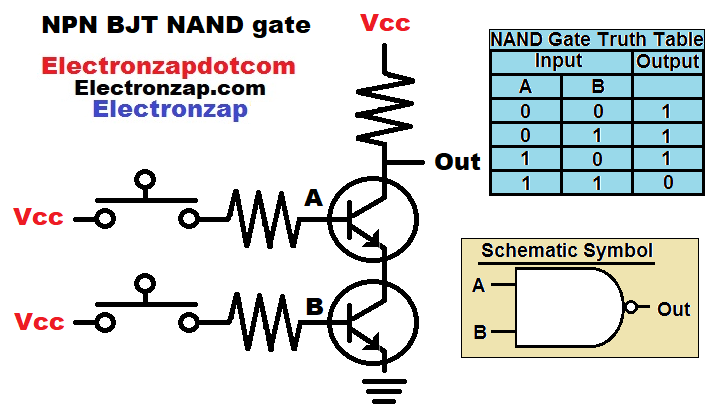 NPN BJT NAND gate
Electronzapdotcom
Electronzap.com
Electronzap
Vcc
Out
A
Vcc
B
Vcc
NAND Gate Truth Table
Input Output
A B
0 0 1
0 1 1
1 0 1
1 1 0
Schematic Symbol
A
B
Out